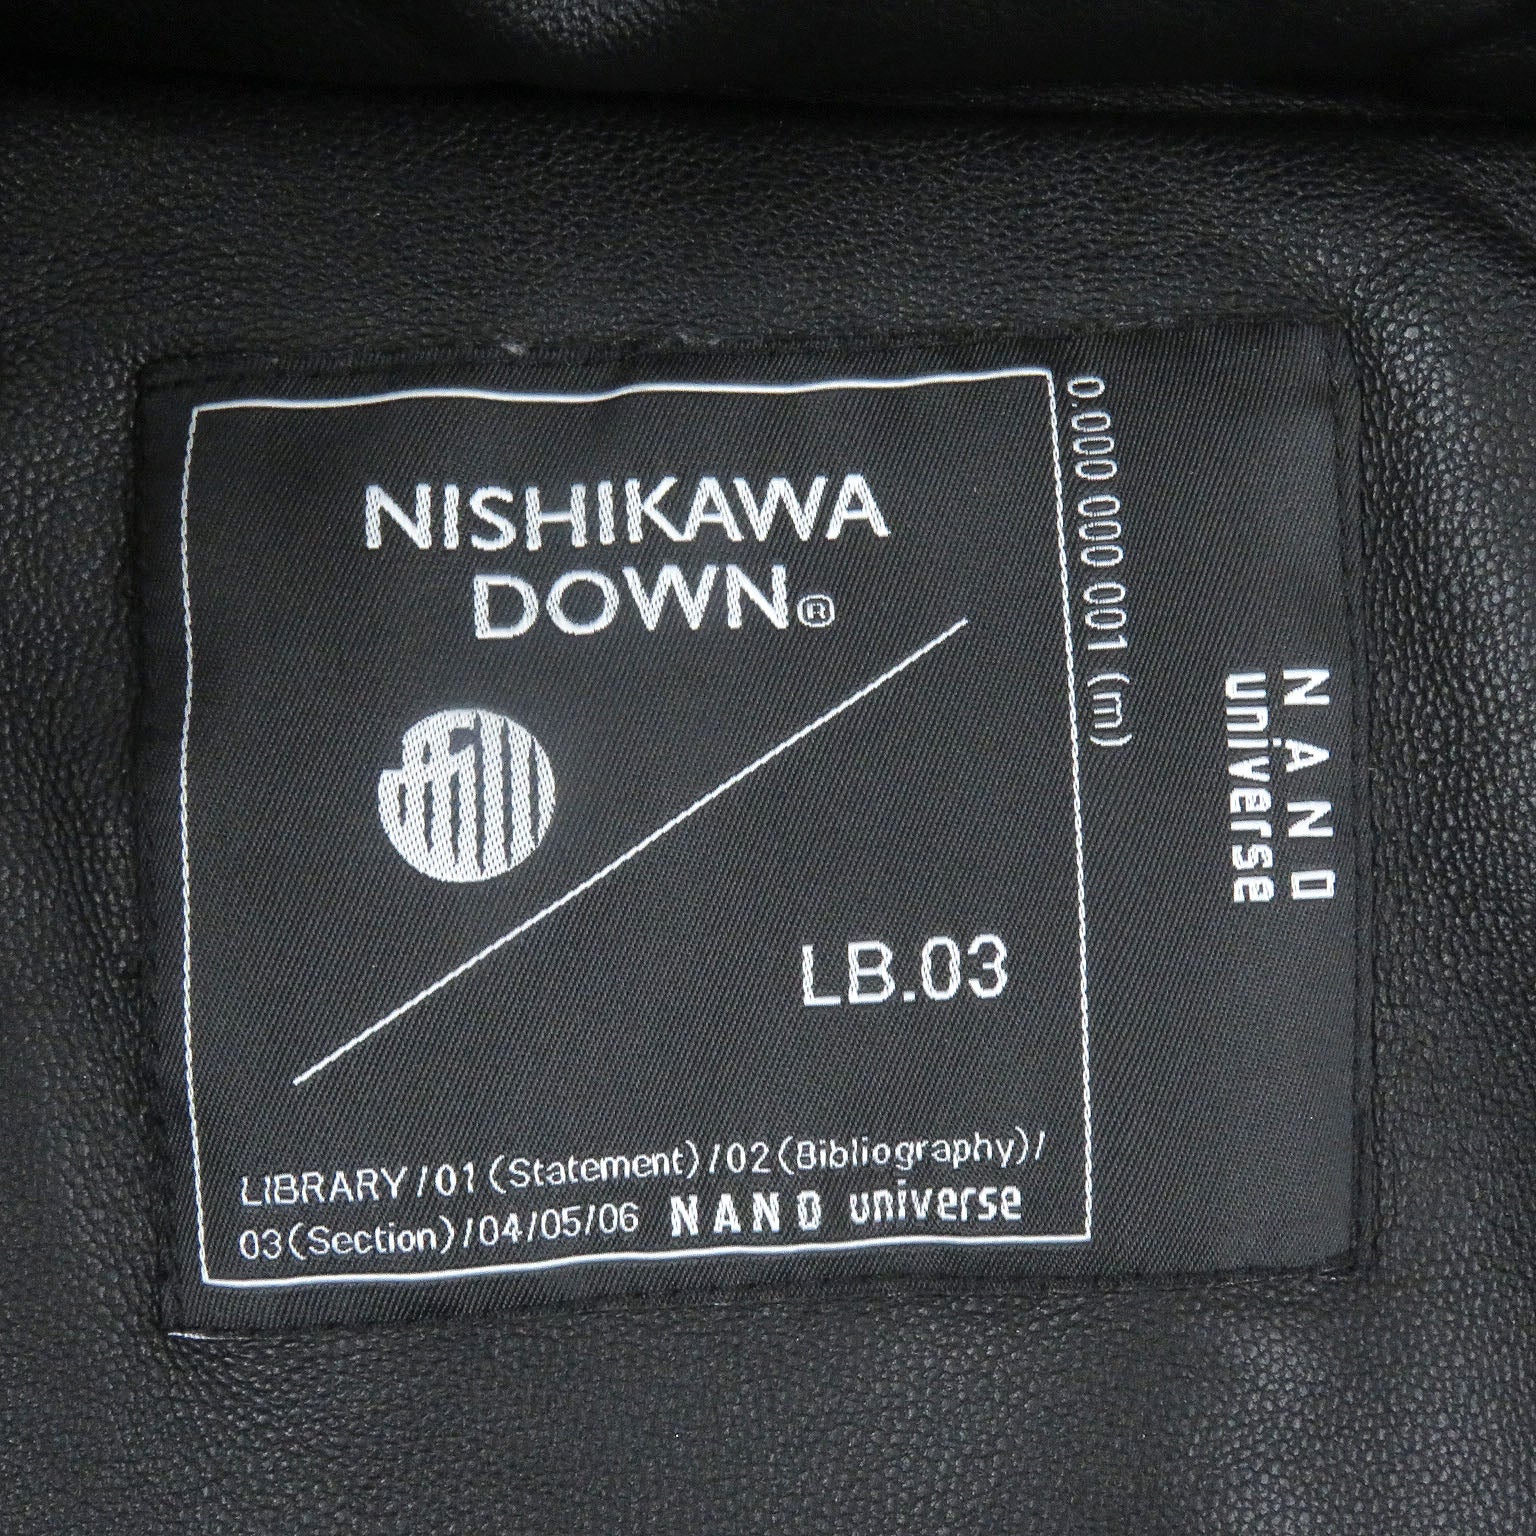 NISHIKAWA
DOWN®
LB.03
LIBRARY/01(Statement)/02(Bibliography)/
03(Section)/04/05/06 NANO universe
0.000 000 001 (m)
NANO
universe